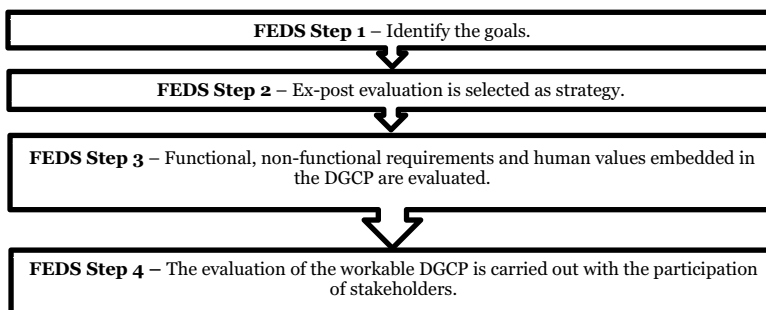 FEDS Step 1 – Identify the goals.
FEDS Step 2 – Ex-post evaluation is selected as strategy.
FEDS Step 3 – Functional, non-functional requirements and human values embedded in
the DGCP are evaluated.
FEDS Step 4 – The evaluation of the workable DGCP is carried out with the participation
of stakeholders.